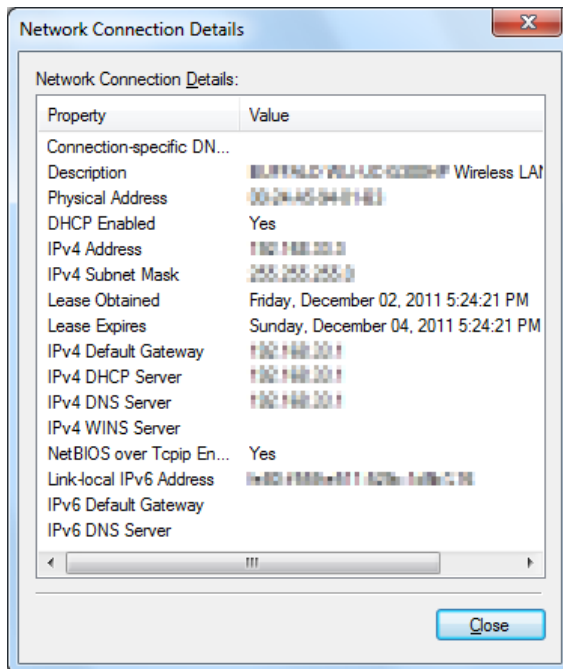 Network Connection Details
Network Connection Details:
Property Value
Connection-specific DN...
Description Wireless LAN
Physical Address
DHCP Enabled Yes
IPv4 Address
IPv4 Subnet Mask
Lease Obtained Friday, December 02, 2011 5:24:21 PM
Lease Expires Sunday, December 04, 2011 5:24:21 PM
IPv4 Default Gateway
IPv4 DHCP Server
IPv4 DNS Server
IPv4 WINS Server
NetBIOS over Tcpip En... Yes
Link-local IPv6 Address
IPv6 Default Gateway
IPv6 DNS Server
Close